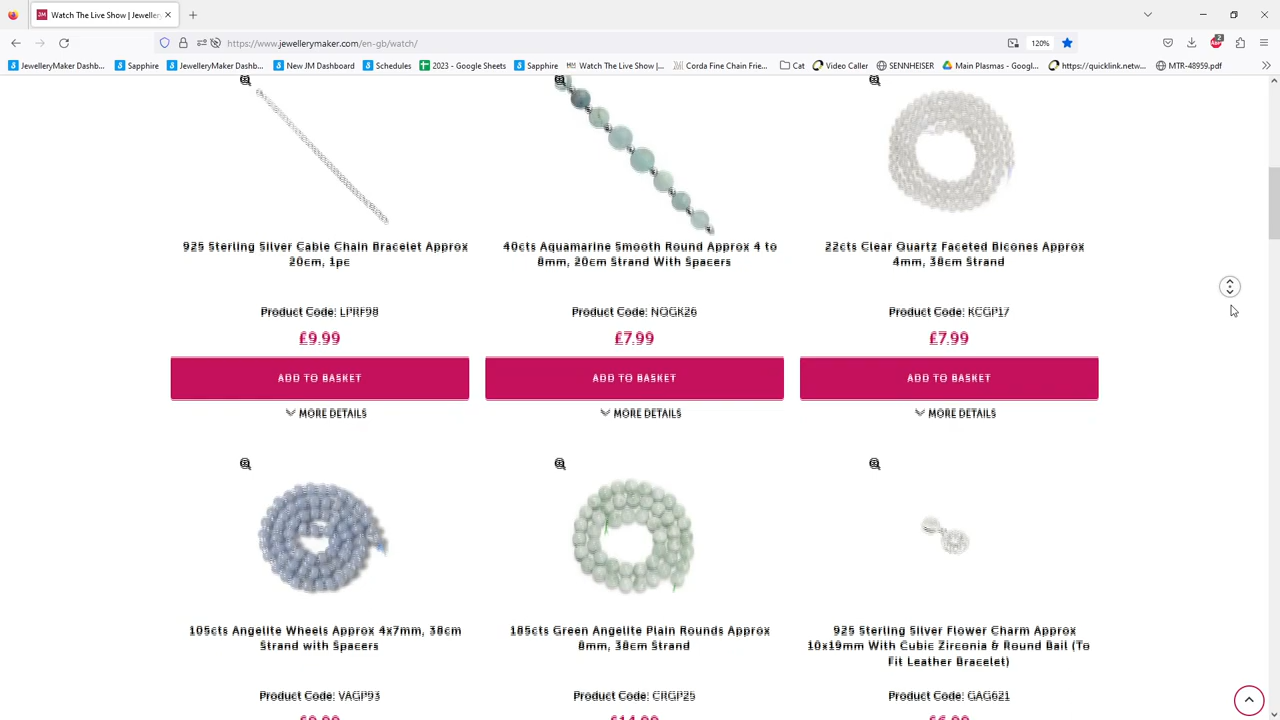 Watch The Live Show | Jeweller
https://www.jewellerymaker.com/en-gb/watch/
120%
2
JewelleryMaker Dashb...
Sapphire
JewelleryMaker Dashb...
New JM Dashboard
Schedules
2023 - Google Sheets
Sapphire
Watch The Live Show |...
Corda Fine Chain Frie...
Cat
Video Caller
SENNHEISER
Main Plasmas - Googl...
https://quicklink.netw...
MTR-48959.pdf
925 Sterling Silver Cable Chain Bracelet Approx
20cm, 1pc
Product Code: LPRF98
£9.99
ADD TO BASKET
MORE DETAILS
40cts Aquamarine Smooth Round Approx 4 to
8mm, 20cm Strand With Spacers
Product Code: NQGK26
£7.99
ADD TO BASKET
MORE DETAILS
22cts Clear Quartz Faceted Bicones Approx
4mm, 38cm Strand
Product Code: KCGP17
£7.99
ADD TO BASKET
MORE DETAILS
105cts Angelite Wheels Approx 4x7mm, 38cm
Strand with Spacers
Product Code: VAGP93
185cts Green Angelite Plain Rounds Approx
8mm, 38cm Strand
Product Code: CRGP25
925 Sterling Silver Flower Charm Approx
10x19mm With Cubic Zirconia & Round Bail (To
Fit Leather Bracelet)
Product Code: GAG621